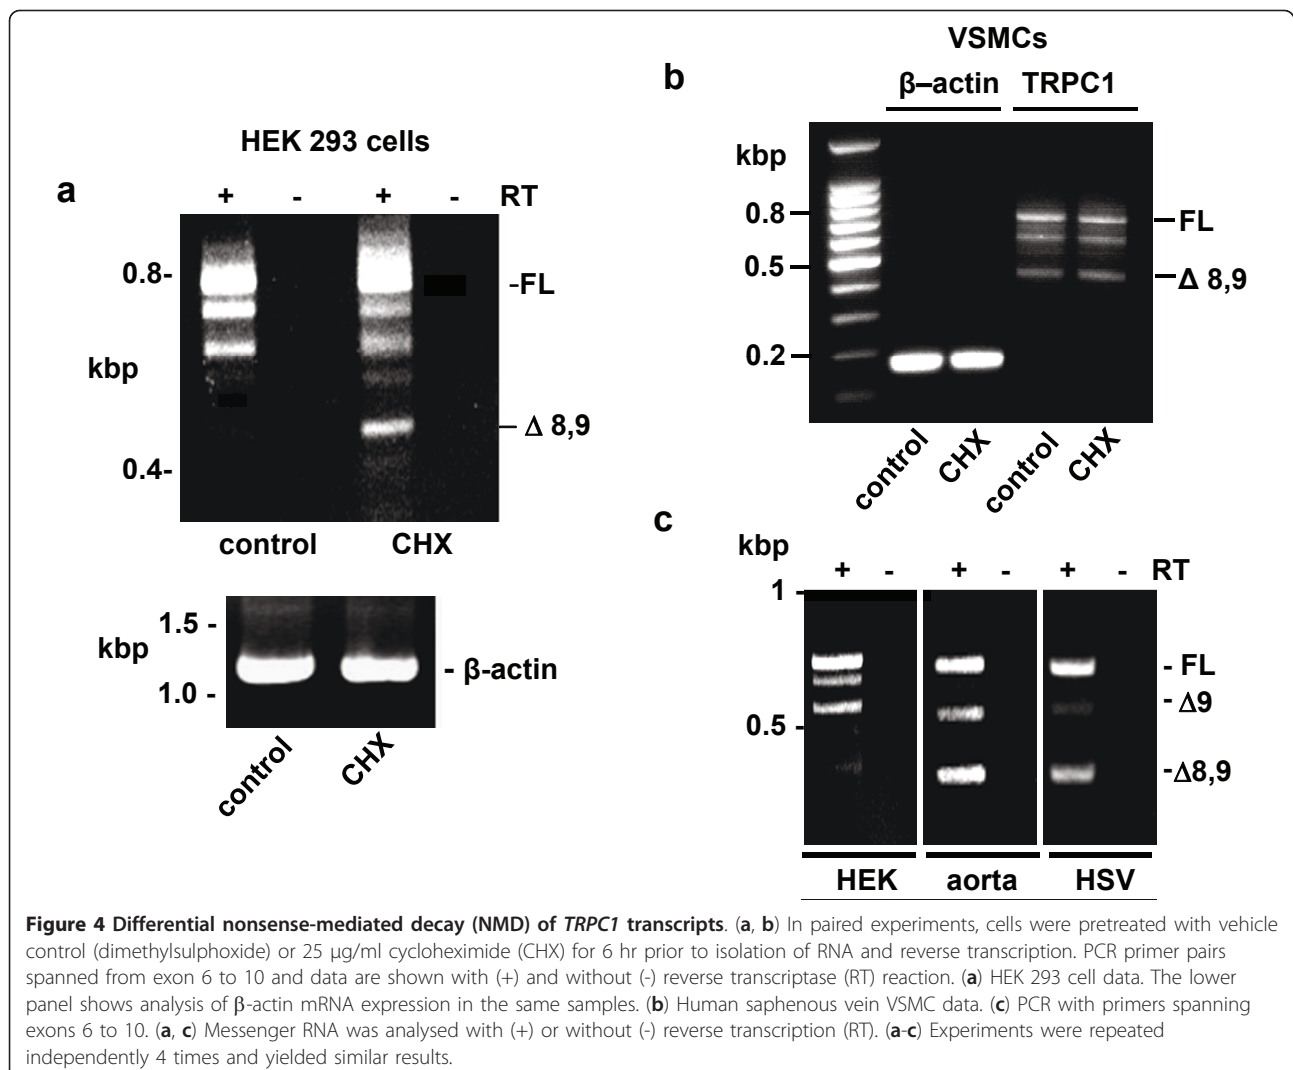 VSMCs
b
β–actin TRPC1
HEK 293 cells
kbp
a
+ - + - RT
0.8
FL
0.8-
-FL
0.5
Δ 8,9
kbp
0.2
Δ 8,9
0.4-
control CHX control CHX
c
control CHX
kbp
+ - + - + - RT
1 -
1.5 -
kbp
- β-actin
- FL
1.0 -
- Δ9
0.5 -
control CHX
-Δ8,9
HEK aorta HSV
Figure 4 Differential nonsense-mediated decay (NMD) of TRPC1 transcripts. (a, b) In paired experiments, cells were pretreated with vehicle
control (dimethylsulphoxide) or 25 μg/ml cycloheximide (CHX) for 6 hr prior to isolation of RNA and reverse transcription. PCR primer pairs
spanned from exon 6 to 10 and data are shown with (+) and without (-) reverse transcriptase (RT) reaction. (a) HEK 293 cell data. The lower
panel shows analysis of β-actin mRNA expression in the same samples. (b) Human saphenous vein VSMC data. (c) PCR with primers spanning
exons 6 to 10. (a, c) Messenger RNA was analysed with (+) or without (-) reverse transcription (RT). (a-c) Experiments were repeated
independently 4 times and yielded similar results.